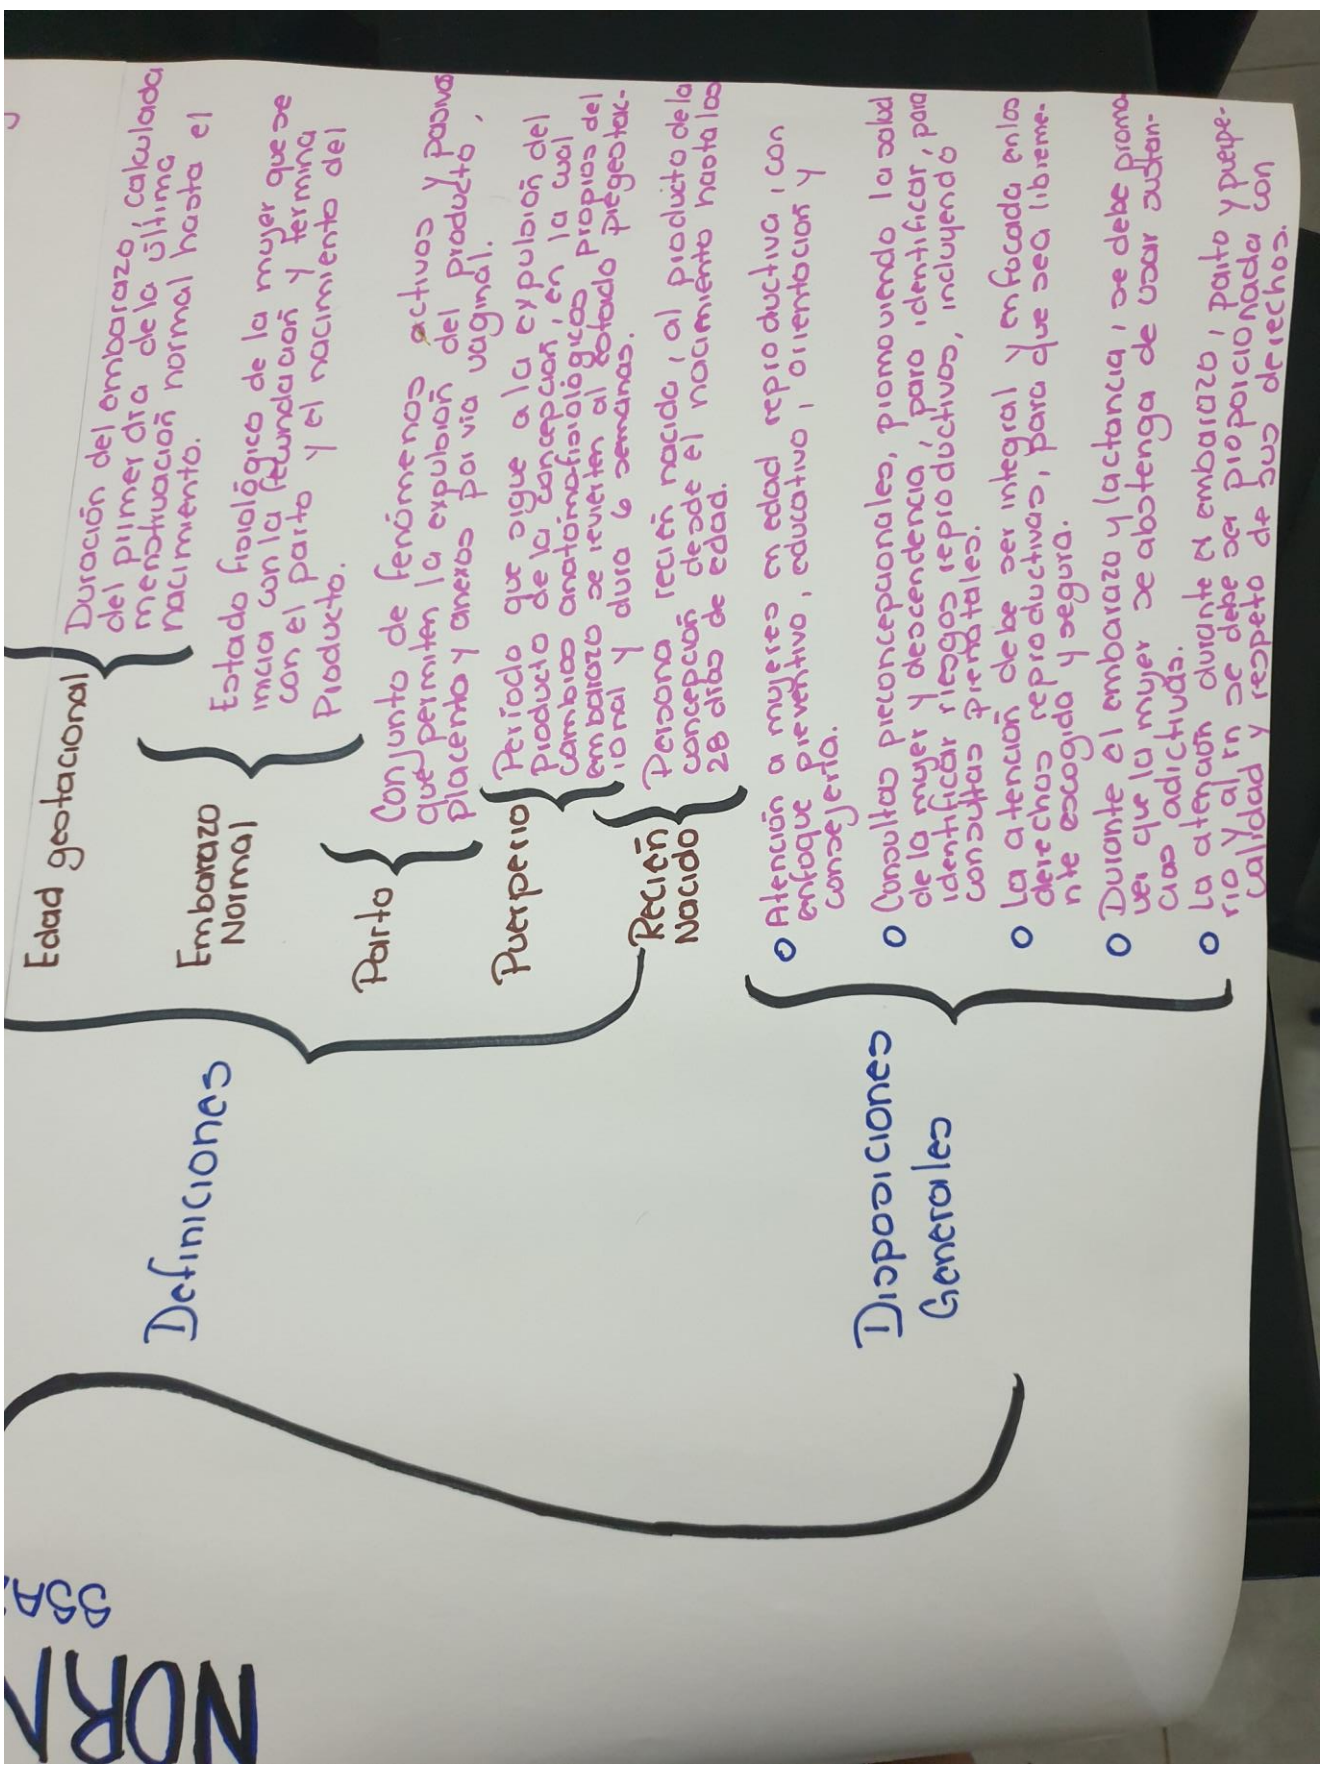 NOR
SSA
Definiciones
Edad gestacional
Duración del embarazo, calculada
del primer dia de la última
menstruación normal hasta el
nacimiento.
Embarazo
Normal
Estado fisiológico de la mujer que se
inicia con la fecundación y termina
con el parto y el nacimiento del
Producto.
Parto
Conjunto de fenómenos activos y pasivos
que permiten la expulsión del producto,
placenta y anexos por via vaginal.
Puerperio
Período que sigue a la expulsión del
Producto de la concepción, en la cual
cambios anatomofisiológicos propios del
embarazo se revierten al estado piegestac-
ional y dura 6 semanas.
Recién
Nacido
Persona recién nacida, al producto de la
concepción desde el nacimiento hasta los
28 dias de edad.
Disposiciones
Generales
Atención a mujeres en edad reproductiva, con
enfoque preventivo, educativo, orientación y
consejería.
Consultas preconcepcionales, promoviendo la salud
de la mujer y descendencia, para identificar, para
identificar riesgos reproductivos, incluyendo
consultas prenatales.
La atención debe ser integral y enfocada en los
derechos reproductivas, para que sea libreme-
nte escogida y segura.
Durante el embarazo y lactancia, se debe promo
ver que la mujer se abstenga de usar sustan-
cias adictivas.
La atención durante el embarazo, parto y puerpe-
rio y al rn se debe ser proporcionada con
calidad y respeto de sus derechos.